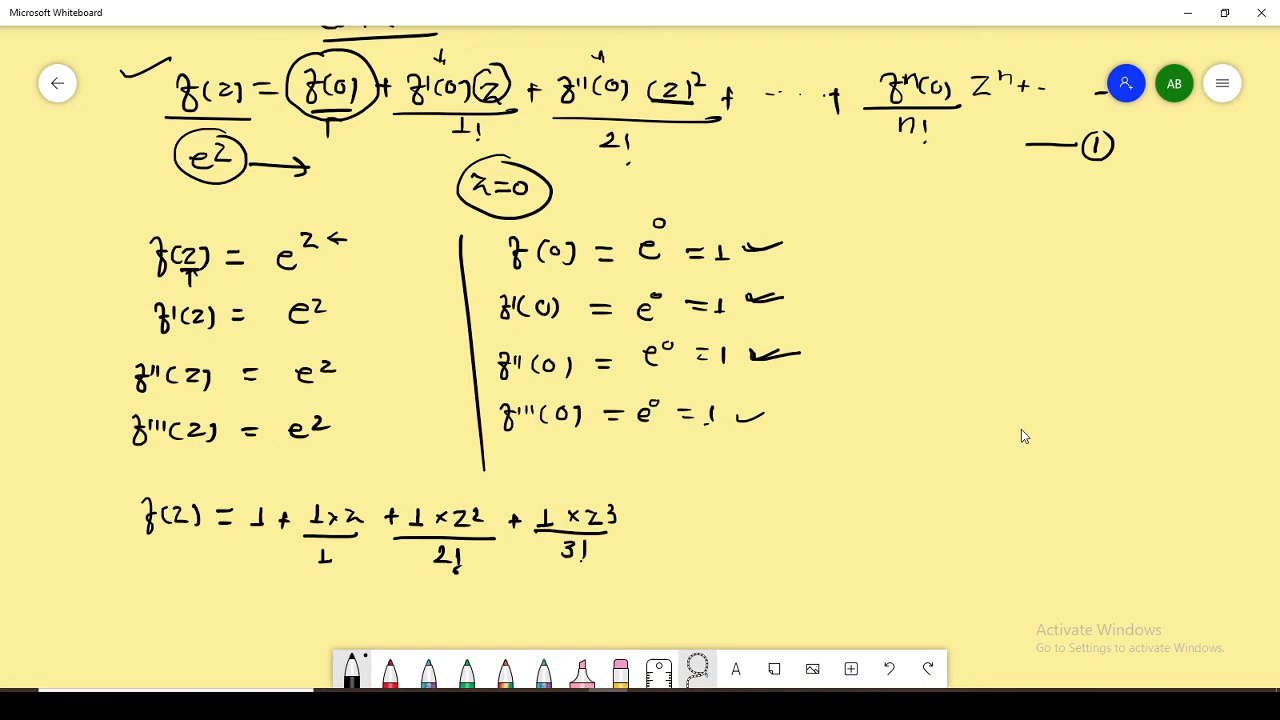 Microsoft Whiteboard
f(z) = f(0) + f'(0)(z)/1! + f''(0) (z)²/2! + ..... + fⁿ(0) zⁿ/n! + - -
e^z → ——①
z=0 AB
f(z) = e^z ← f(0) = e⁰ = 1 ✓
f'(z) = e^z f'(0) = e⁰ = 1 ✓
f''(z) = e^z f''(0) = e⁰ = 1 ✓
f'''(z) = e^z f'''(0) = e⁰ = 1 ✓
f(z) = 1 + 1×z/1 + 1×z²/2! + 1×z³/3!
Activate Windows
Go to Settings to activate Windows.
A